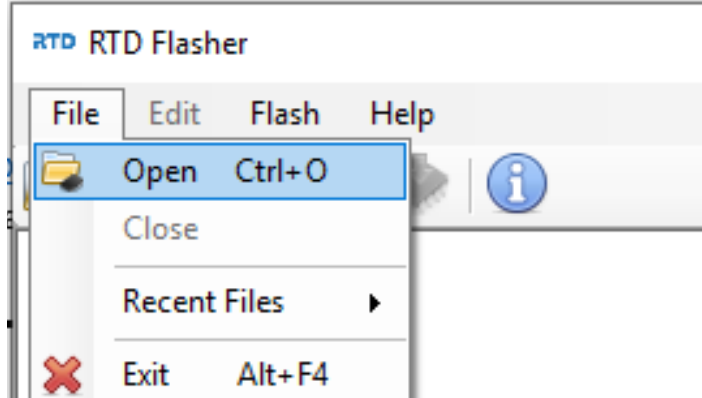 RTD RTD Flasher
File Edit Flash Help
Open Ctrl+O
Close
Recent Files
Exit Alt+F4